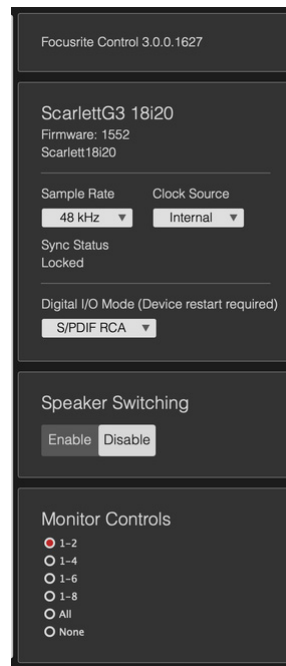 Focusrite Control 3.0.0.1627
ScarlettG3 18i20
Firmware: 1552
Scarlett18i20
Sample Rate Clock Source
48 kHz Internal
Sync Status
Locked
Digital I/O Mode (Device restart required)
S/PDIF RCA
Speaker Switching
Enable Disable
Monitor Controls
1-2
1-4
1-6
1-8
All
None